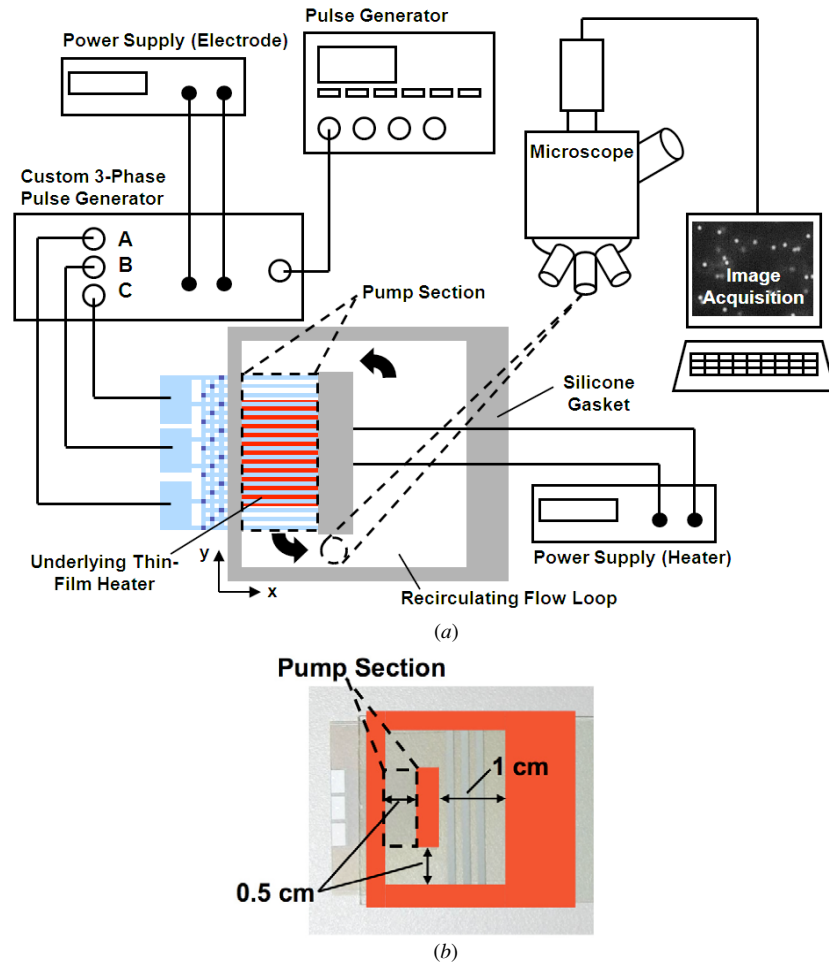 Pulse Generator
Power Supply (Electrode)
Microscope
Custom 3-Phase
Pulse Generator
A
B
C
Image
Acquisition
Pump Section
Silicone
Gasket
Underlying Thin-
Film Heater
y
x
Power Supply (Heater)
Recirculating Flow Loop
(a)
Pump Section
1 cm
0.5 cm
(b)